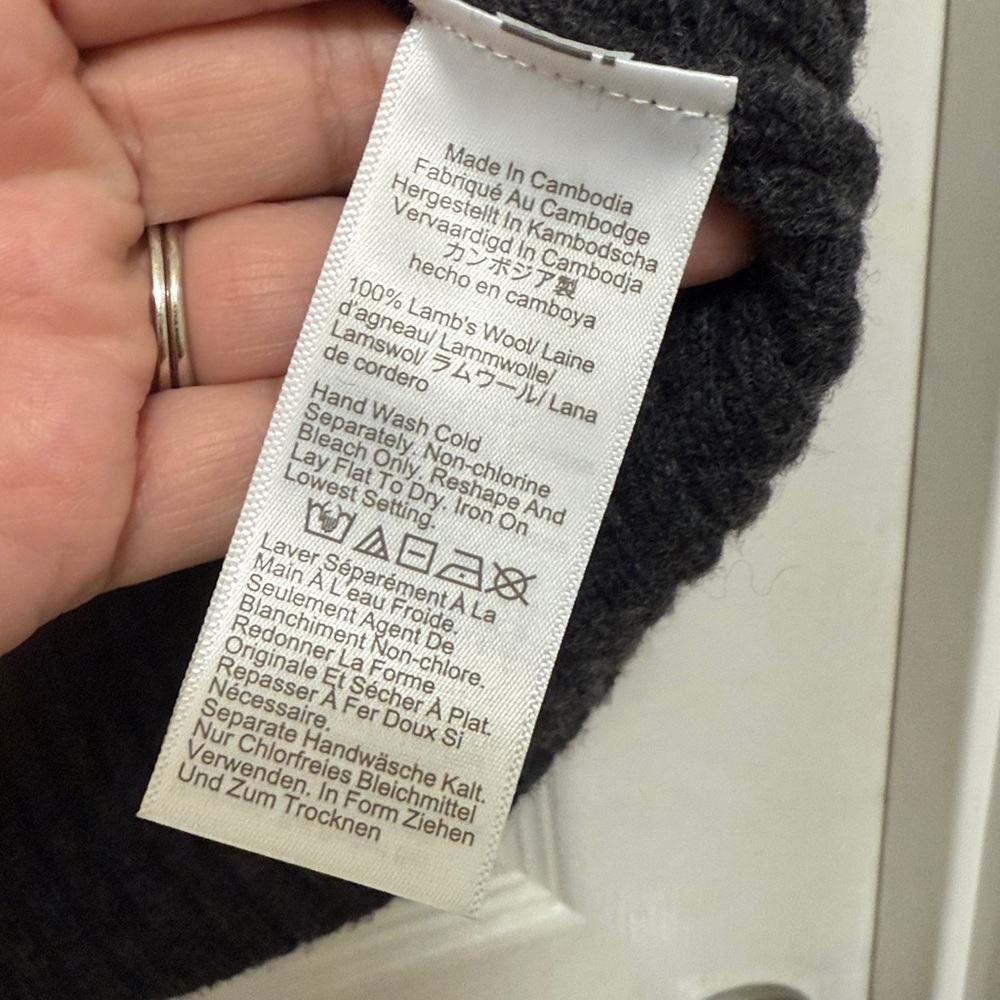 Made In Cambodia
Fabriqué Au Cambodge
Hergestellt In Kambodscha
Vervaardigd In Cambodja
カンボジア製
hecho en camboya
100% Lamb's Wool/ Laine
d'agneau/ Lammwolle/
Lamswol/ ラムウール/ Lana
de cordero
Hand Wash Cold
Separately. Non-chlorine
Bleach Only. Reshape And
Lay Flat To Dry. Iron On
Lowest Setting.
Laver Séparément À La
Main À L'eau Froide.
Seulement Agent De
Blanchiment Non-chlore.
Redonner La Forme
Originale Et Sécher À Plat.
Repasser À Fer Doux Si
Nécessaire.
Separate Handwäsche Kalt.
Nur Chlorfreies Bleichmittel
Verwenden. In Form Ziehen
Und Zum Trocknen